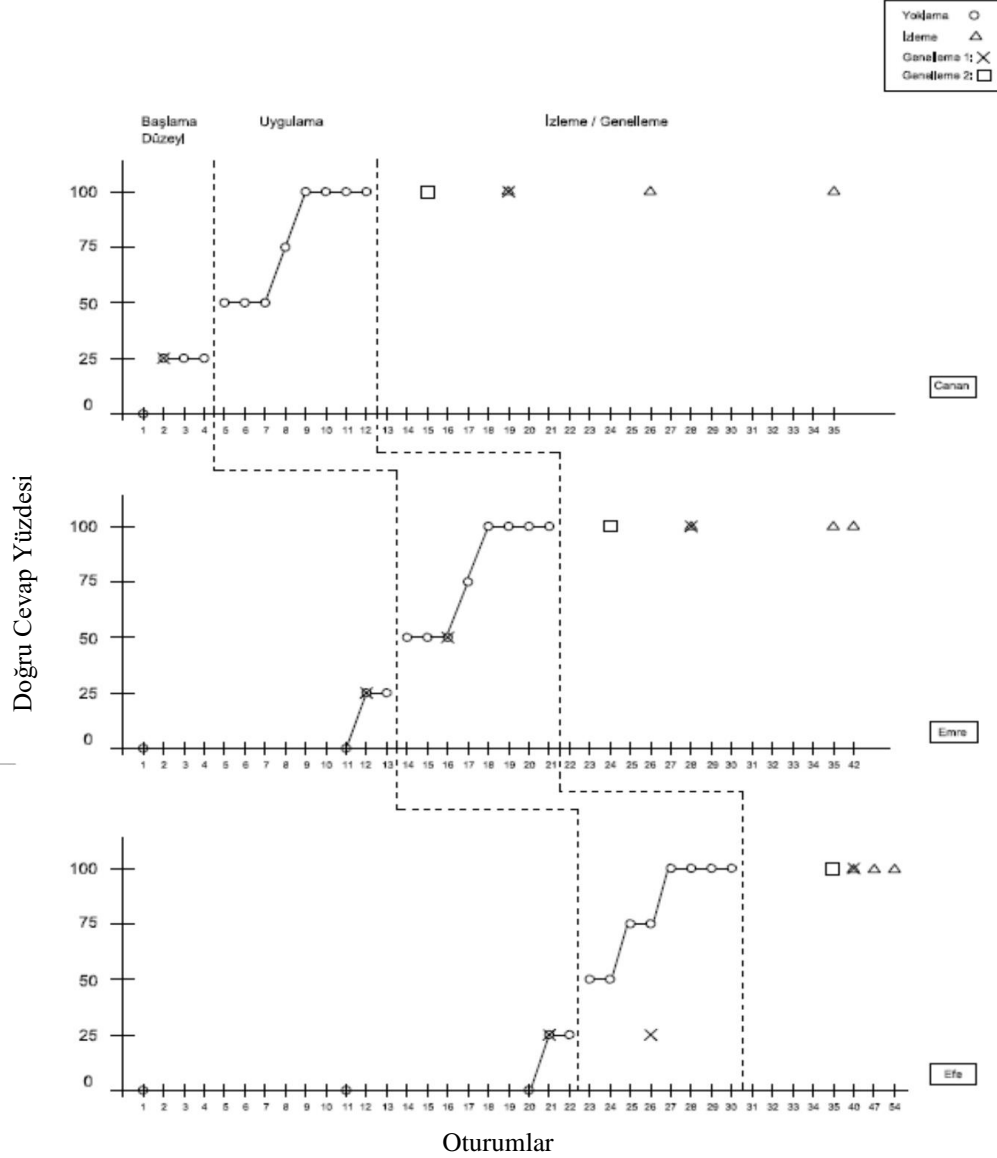 Yoklama
İzleme
Genelleme 1:
Genelleme 2:
Başlama
Düzeyi
Uygulama
İzleme / Genelleme
100
75
50
25
0
Canan
1 2 3 4 5 6 7 8 9 10 11 12 13 14 15 16 17 18 19 20 21 22 23 24 25 26 27 28 29 30 31 32 33 34 35
Doğru Cevap Yüzdesi
100
75
50
25
0
Emre
1 2 3 4 5 6 7 8 9 10 11 12 13 14 15 16 17 18 19 20 21 22 23 24 25 26 27 28 29 30 31 32 33 34 35 42
100
75
50
25
0
Efe
1 2 3 4 5 6 7 8 9 10 11 12 13 14 15 16 17 18 19 20 21 22 23 24 25 26 27 28 29 30 31 32 33 34 35 40 47 54
Oturumlar